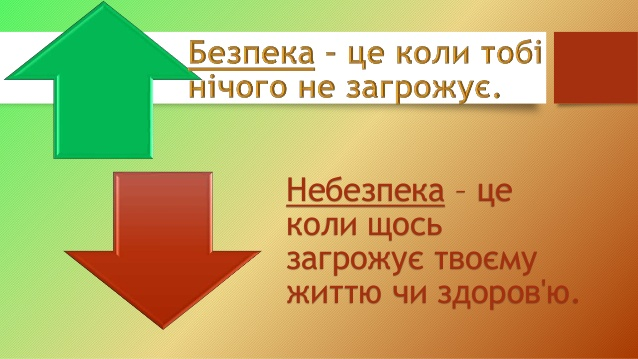 Безпека – це коли тобі
нічого не загрожує.
Небезпека – це
коли щось
загрожує твоєму
життю чи здоров'ю.